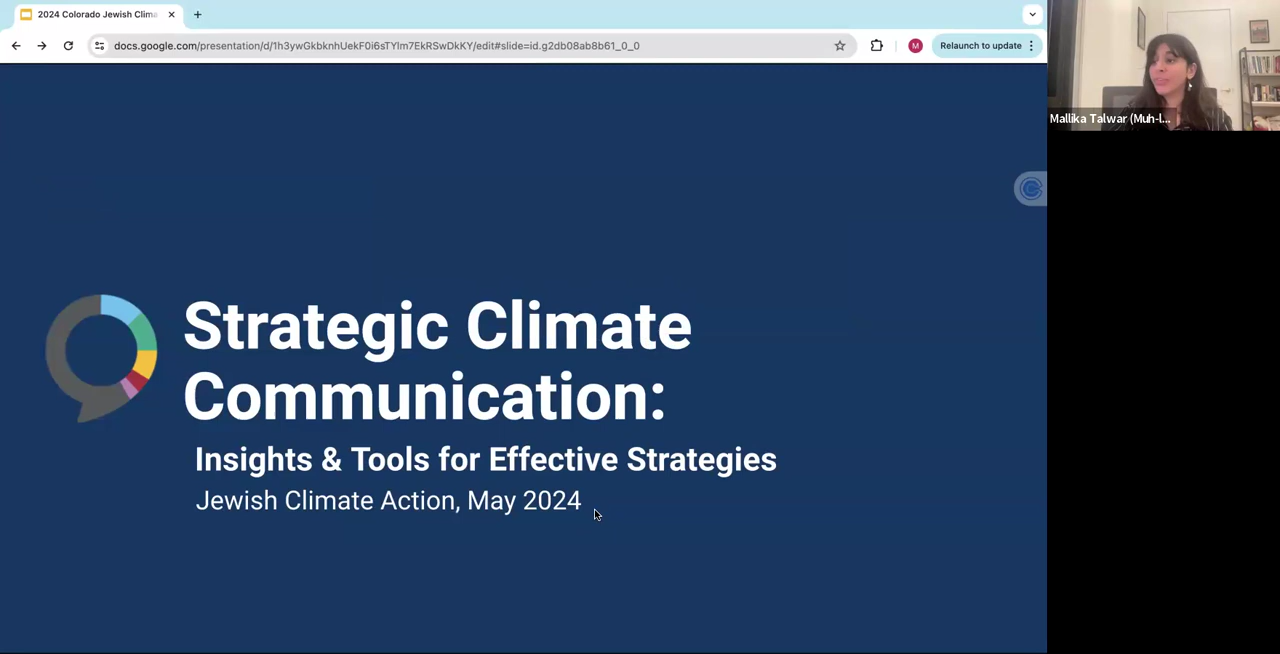 2024 Colorado Jewish Clima
docs.google.com/presentation/d/1h3ywGkbknhUekF0i6sTYlm7EkRSwDkKY/edit#slide=id.g2db08ab8b61_0_0
M
Relaunch to update
Mallika Talwar (Muh-l...
Strategic Climate
Communication:
Insights & Tools for Effective Strategies
Jewish Climate Action, May 2024